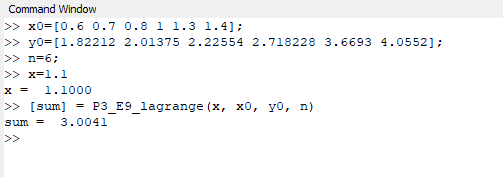 Command Window
>> x0=[0.6 0.7 0.8 1 1.3 1.4];
>> y0=[1.82212 2.01375 2.22554 2.718228 3.6693 4.0552];
>> n=6;
>> x=1.1
x =  1.1000
>> [sum] = P3_E9_lagrange(x, x0, y0, n)
sum =  3.0041
>>